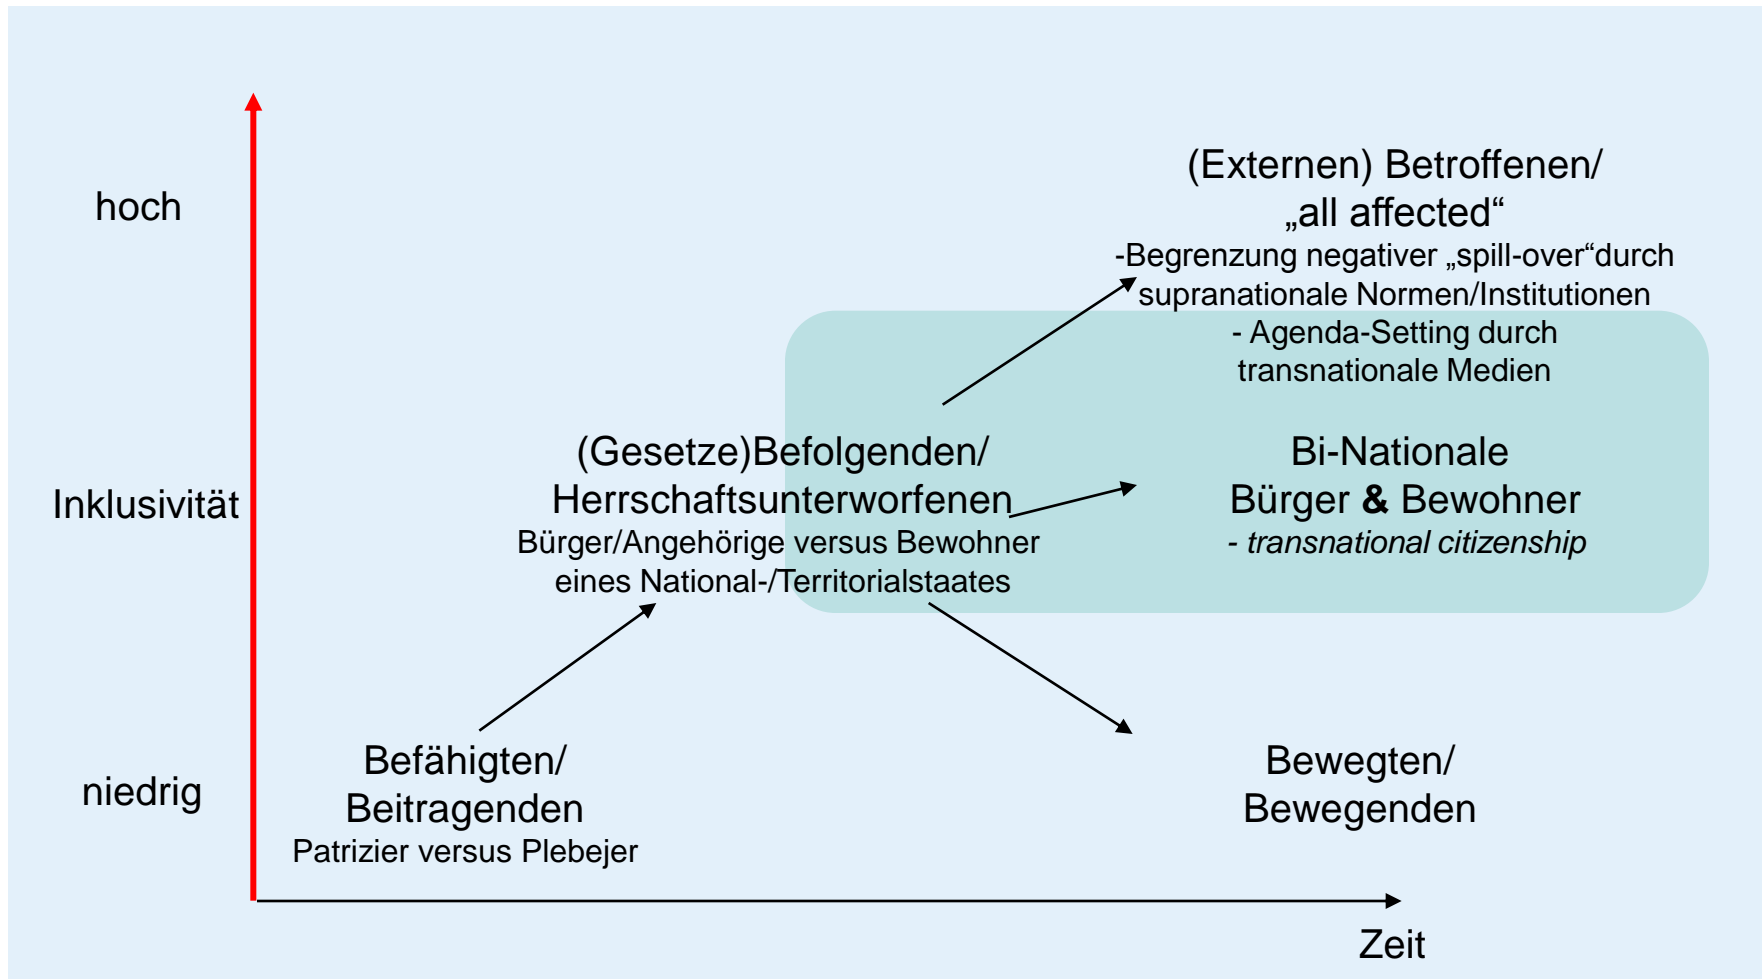 hoch
(Externen) Betroffenen/
„all affected“
-Begrenzung negativer „spill-over“durch
supranationale Normen/Institutionen
- Agenda-Setting durch
transnationale Medien
Inklusivität
(Gesetze)Befolgenden/
Herrschaftsunterworfenen
Bürger/Angehörige versus Bewohner
eines National-/Territorialstaates
Bi-Nationale
Bürger & Bewohner
- transnational citizenship
niedrig
Befähigten/
Beitragenden
Patrizier versus Plebejer
Bewegten/
Bewegenden
Zeit